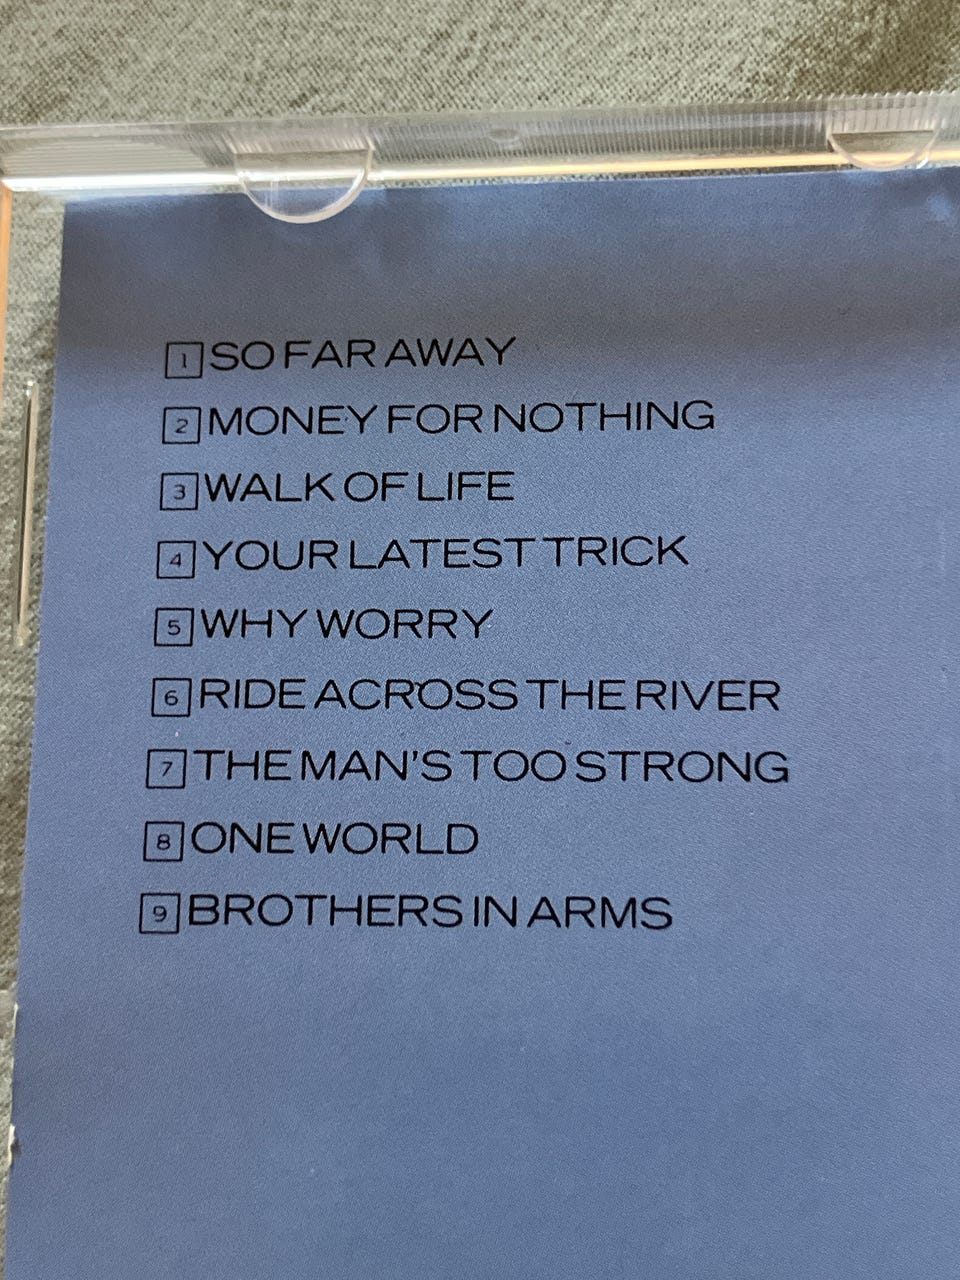 1 SO FAR AWAY
2 MONEY FOR NOTHING
3 WALK OF LIFE
4 YOUR LATEST TRICK
5 WHY WORRY
6 RIDE ACROSS THE RIVER
7 THE MAN'S TOO STRONG
8 ONE WORLD
9 BROTHERS IN ARMS